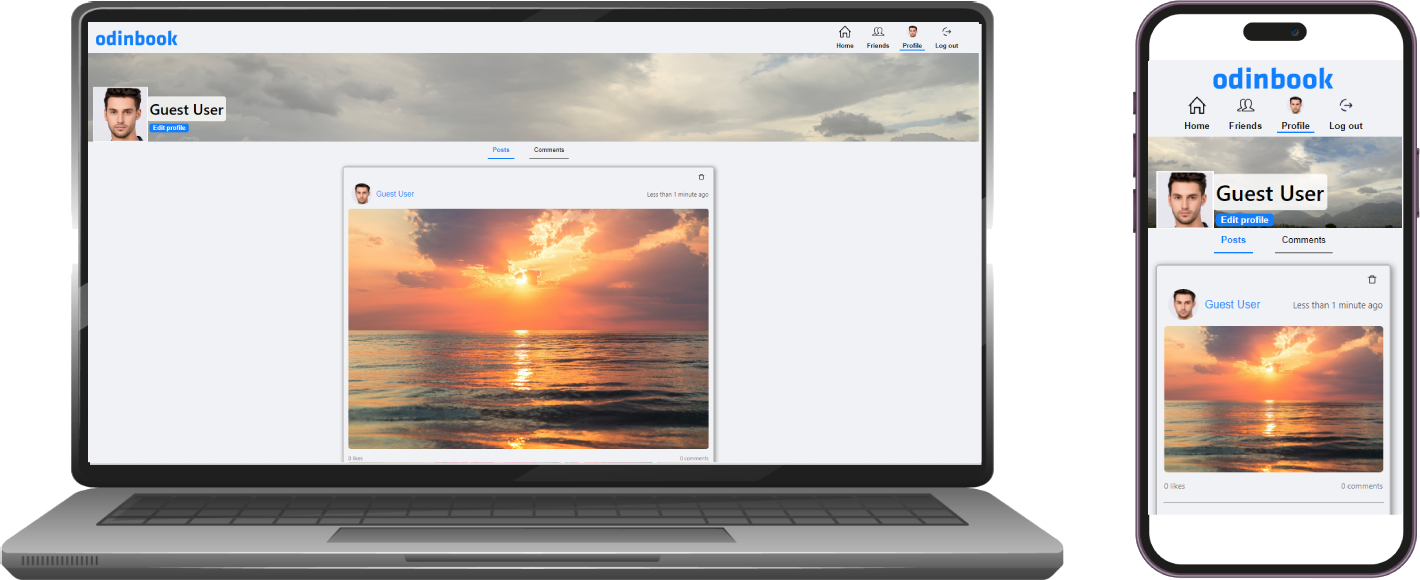 odinbook
Home Friends Profile Log out
Guest User
Edit profile
Posts Comments
Guest User Less than 1 minute ago
0 likes 0 comments
odinbook
Home Friends Profile Log out
Guest User
Edit profile
Posts Comments
Guest User Less than 1 minute ago
0 likes 0 comments